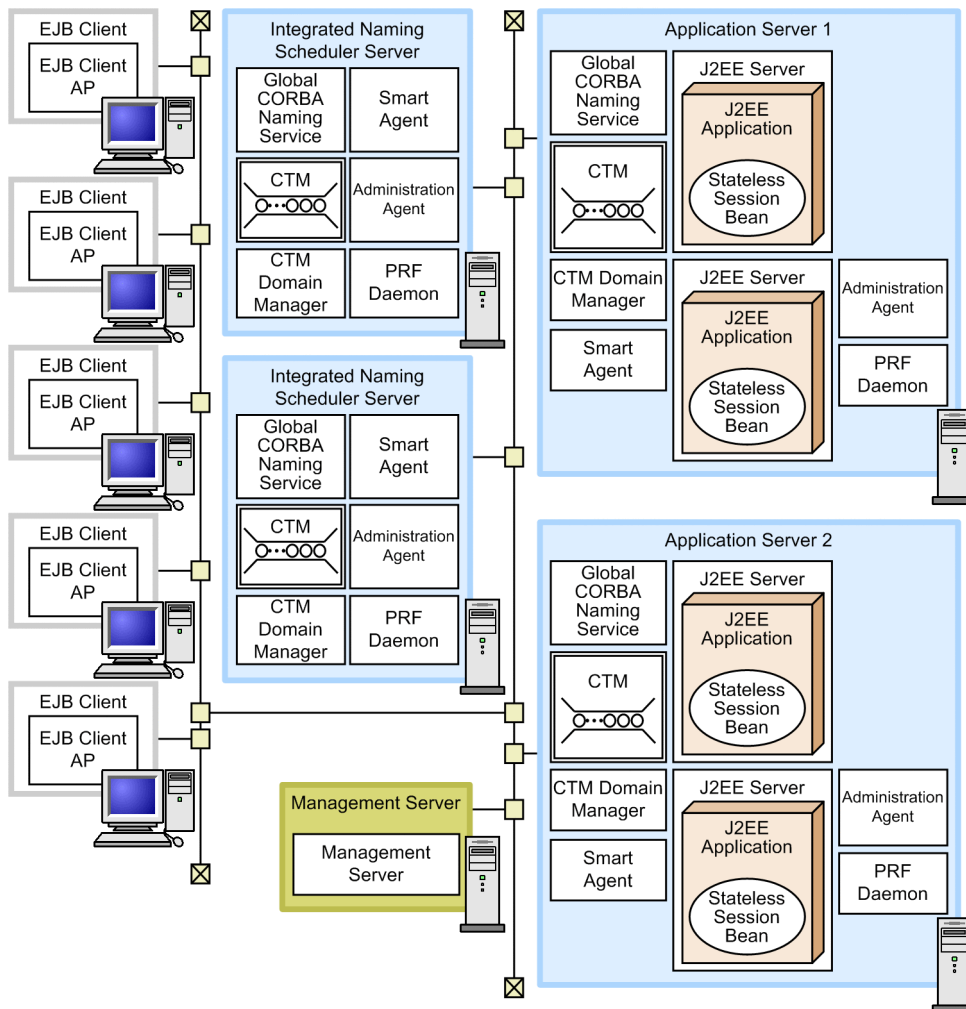 EJB Client
EJB Client
AP
EJB Client
EJB Client
AP
EJB Client
EJB Client
AP
EJB Client
EJB Client
AP
EJB Client
EJB Client
AP
Integrated Naming
Scheduler Server
Global
CORBA
Naming
Service
Smart
Agent
CTM
Administration
Agent
CTM
Domain
Manager
PRF
Daemon
Integrated Naming
Scheduler Server
Global
CORBA
Naming
Service
Smart
Agent
CTM
Administration
Agent
CTM
Domain
Manager
PRF
Daemon
Management Server
Management
Server
Application Server 1
Global
CORBA
Naming
Service
CTM
CTM Domain
Manager
Smart
Agent
J2EE Server
J2EE
Application
Stateless
Session
Bean
J2EE Server
J2EE
Application
Stateless
Session
Bean
Administration
Agent
PRF
Daemon
Application Server 2
Global
CORBA
Naming
Service
CTM
CTM Domain
Manager
Smart
Agent
J2EE Server
J2EE
Application
Stateless
Session
Bean
J2EE Server
J2EE
Application
Stateless
Session
Bean
Administration
Agent
PRF
Daemon